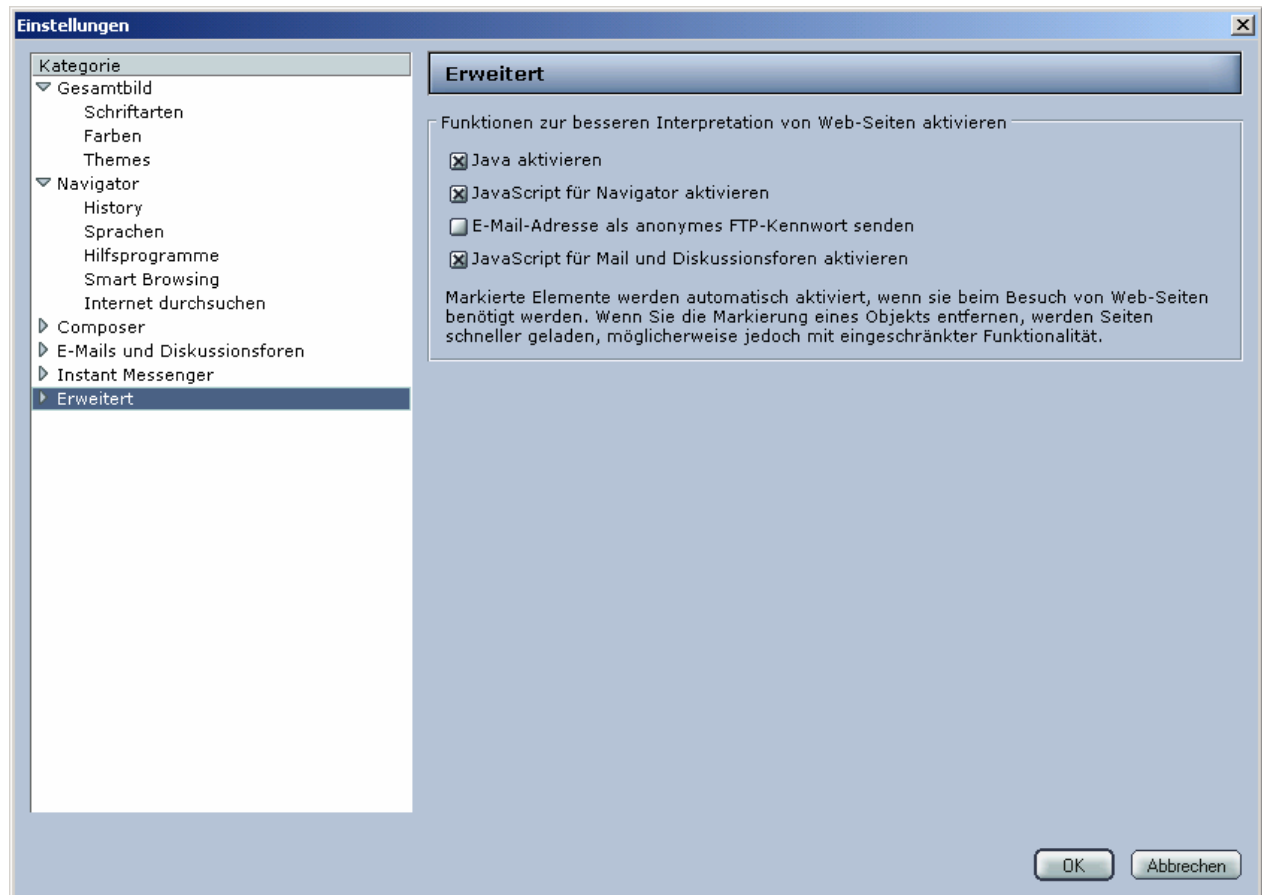 Einstellungen
Kategorie
Gesamtbild
Schriftarten
Farben
Themes
Navigator
History
Sprachen
Hilfsprogramme
Smart Browsing
Internet durchsuchen
Composer
E-Mails und Diskussionsforen
Instant Messenger
Erweitert
Erweitert
Funktionen zur besseren Interpretation von Web-Seiten aktivieren
Java aktivieren
JavaScript für Navigator aktivieren
E-Mail-Adresse als anonymes FTP-Kennwort senden
JavaScript für Mail und Diskussionsforen aktivieren
Markierte Elemente werden automatisch aktiviert, wenn sie beim Besuch von Web-Seiten
benötigt werden. Wenn Sie die Markierung eines Objekts entfernen, werden Seiten
schneller geladen, möglicherweise jedoch mit eingeschränkter Funktionalität.
OK
Abbrechen